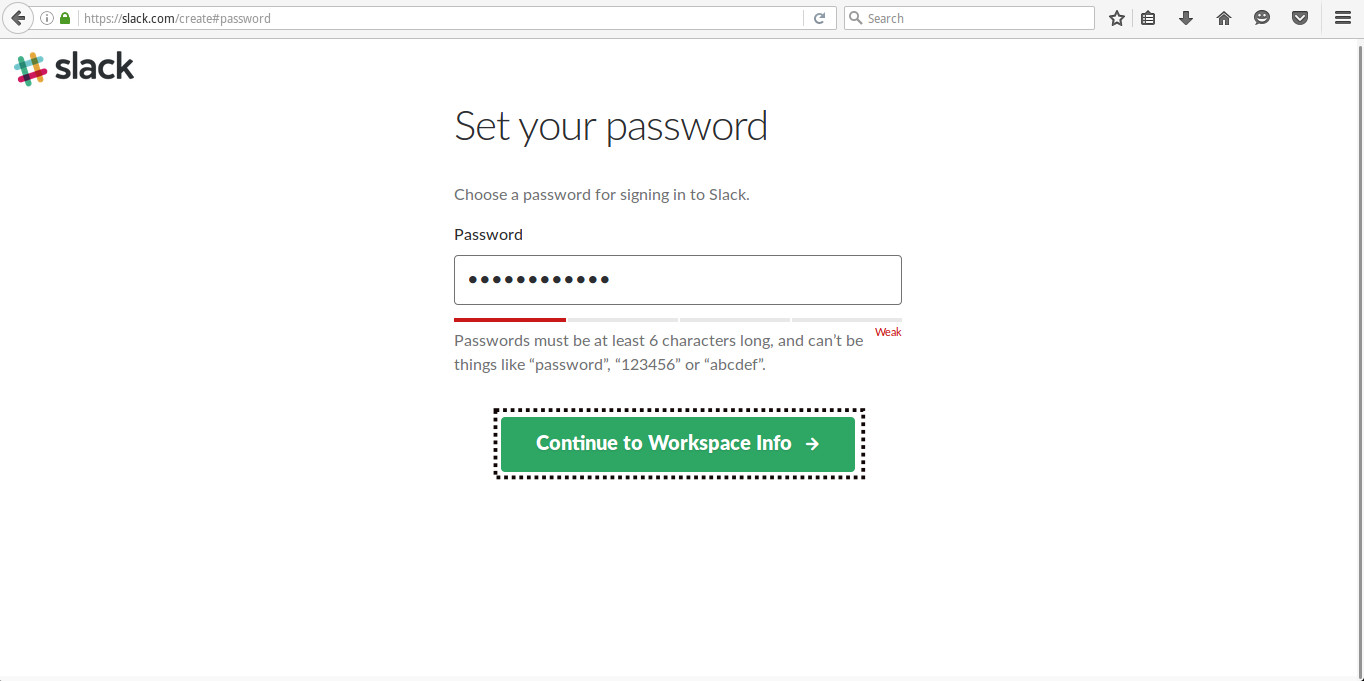 https://slack.com/create#password
Search
slack
Set your password
Choose a password for signing in to Slack.
Password
●●●●●●●●●●●●
Weak
Passwords must be at least 6 characters long, and can’t be
things like “password”, “123456” or “abcdef”.
Continue to Workspace Info →